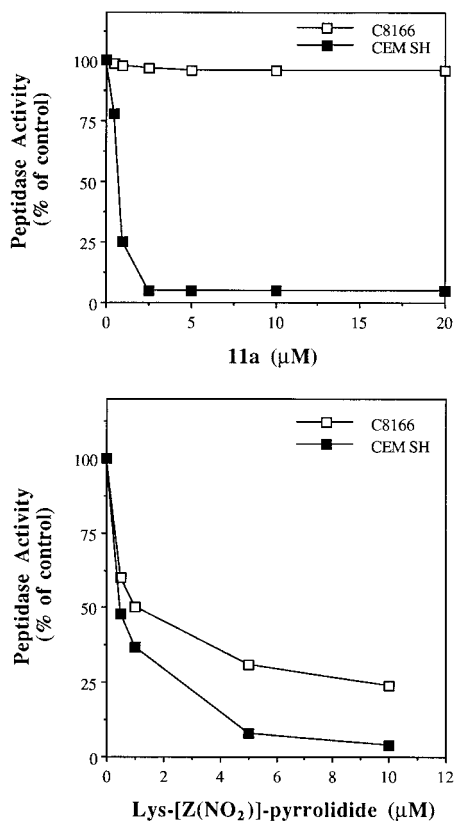 C8166
CEM SH
100
75
50
25
0
Peptidase Activity
(% of control)
0 5 10 15 20
11a (μM)
C8166
CEM SH
100
75
50
25
0
Peptidase Activity
(% of control)
0 2 4 6 8 10 12
Lys-[Z(NO₂)]-pyrrolidide (μM)